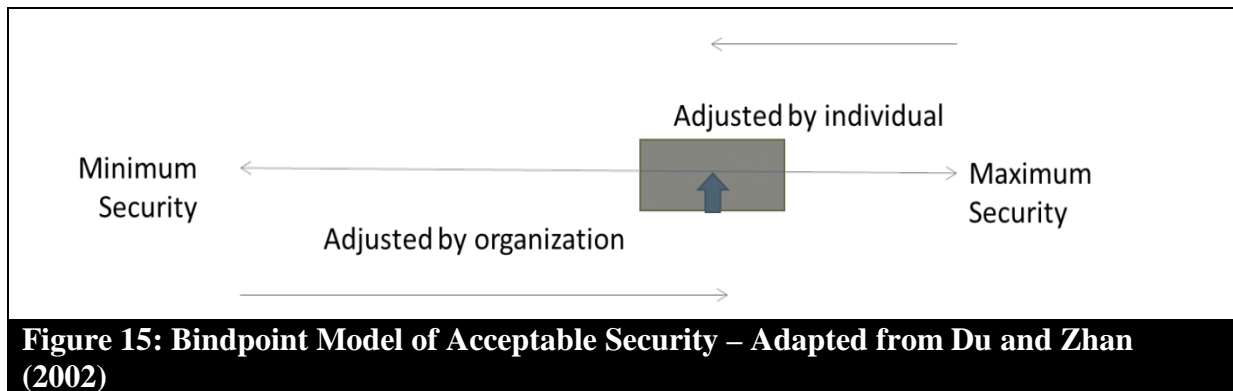 Adjusted by individual
Minimum
Security
Maximum
Security
Adjusted by organization
Figure 15: Bindpoint Model of Acceptable Security – Adapted from Du and Zhan
(2002)